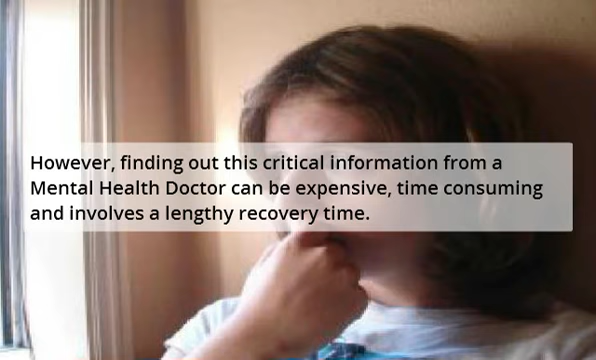 However, finding out this critical information from a
Mental Health Doctor can be expensive, time consuming
and involves a lengthy recovery time.